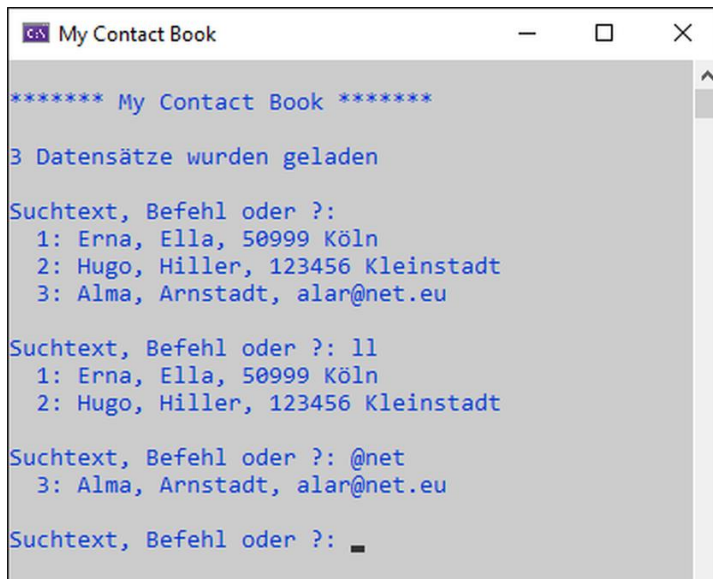 My Contact Book
******* My Contact Book *******
3 Datensätze wurden geladen
Suchtext, Befehl oder ?:
1: Erna, Ella, 50999 Köln
2: Hugo, Hiller, 123456 Kleinstadt
3: Alma, Arnstadt, alar@net.eu
Suchtext, Befehl oder ?: ll
1: Erna, Ella, 50999 Köln
2: Hugo, Hiller, 123456 Kleinstadt
Suchtext, Befehl oder ?: @net
3: Alma, Arnstadt, alar@net.eu
Suchtext, Befehl oder ?: